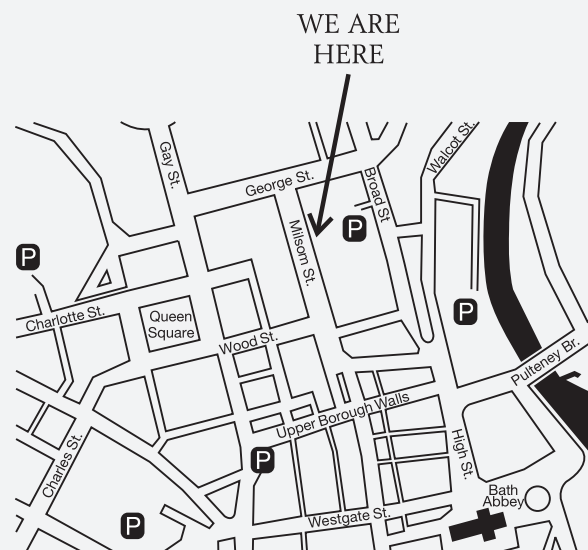 WE ARE
HERE
Gay St.
George St.
Broad St
Walcot St.
Milsom St.
P
P
P
Charlotte St.
Queen
Square
Wood St.
Pulteney Br.
Upper Borough Walls
High St.
Charles St.
P
P
Westgate St.
Bath
Abbey